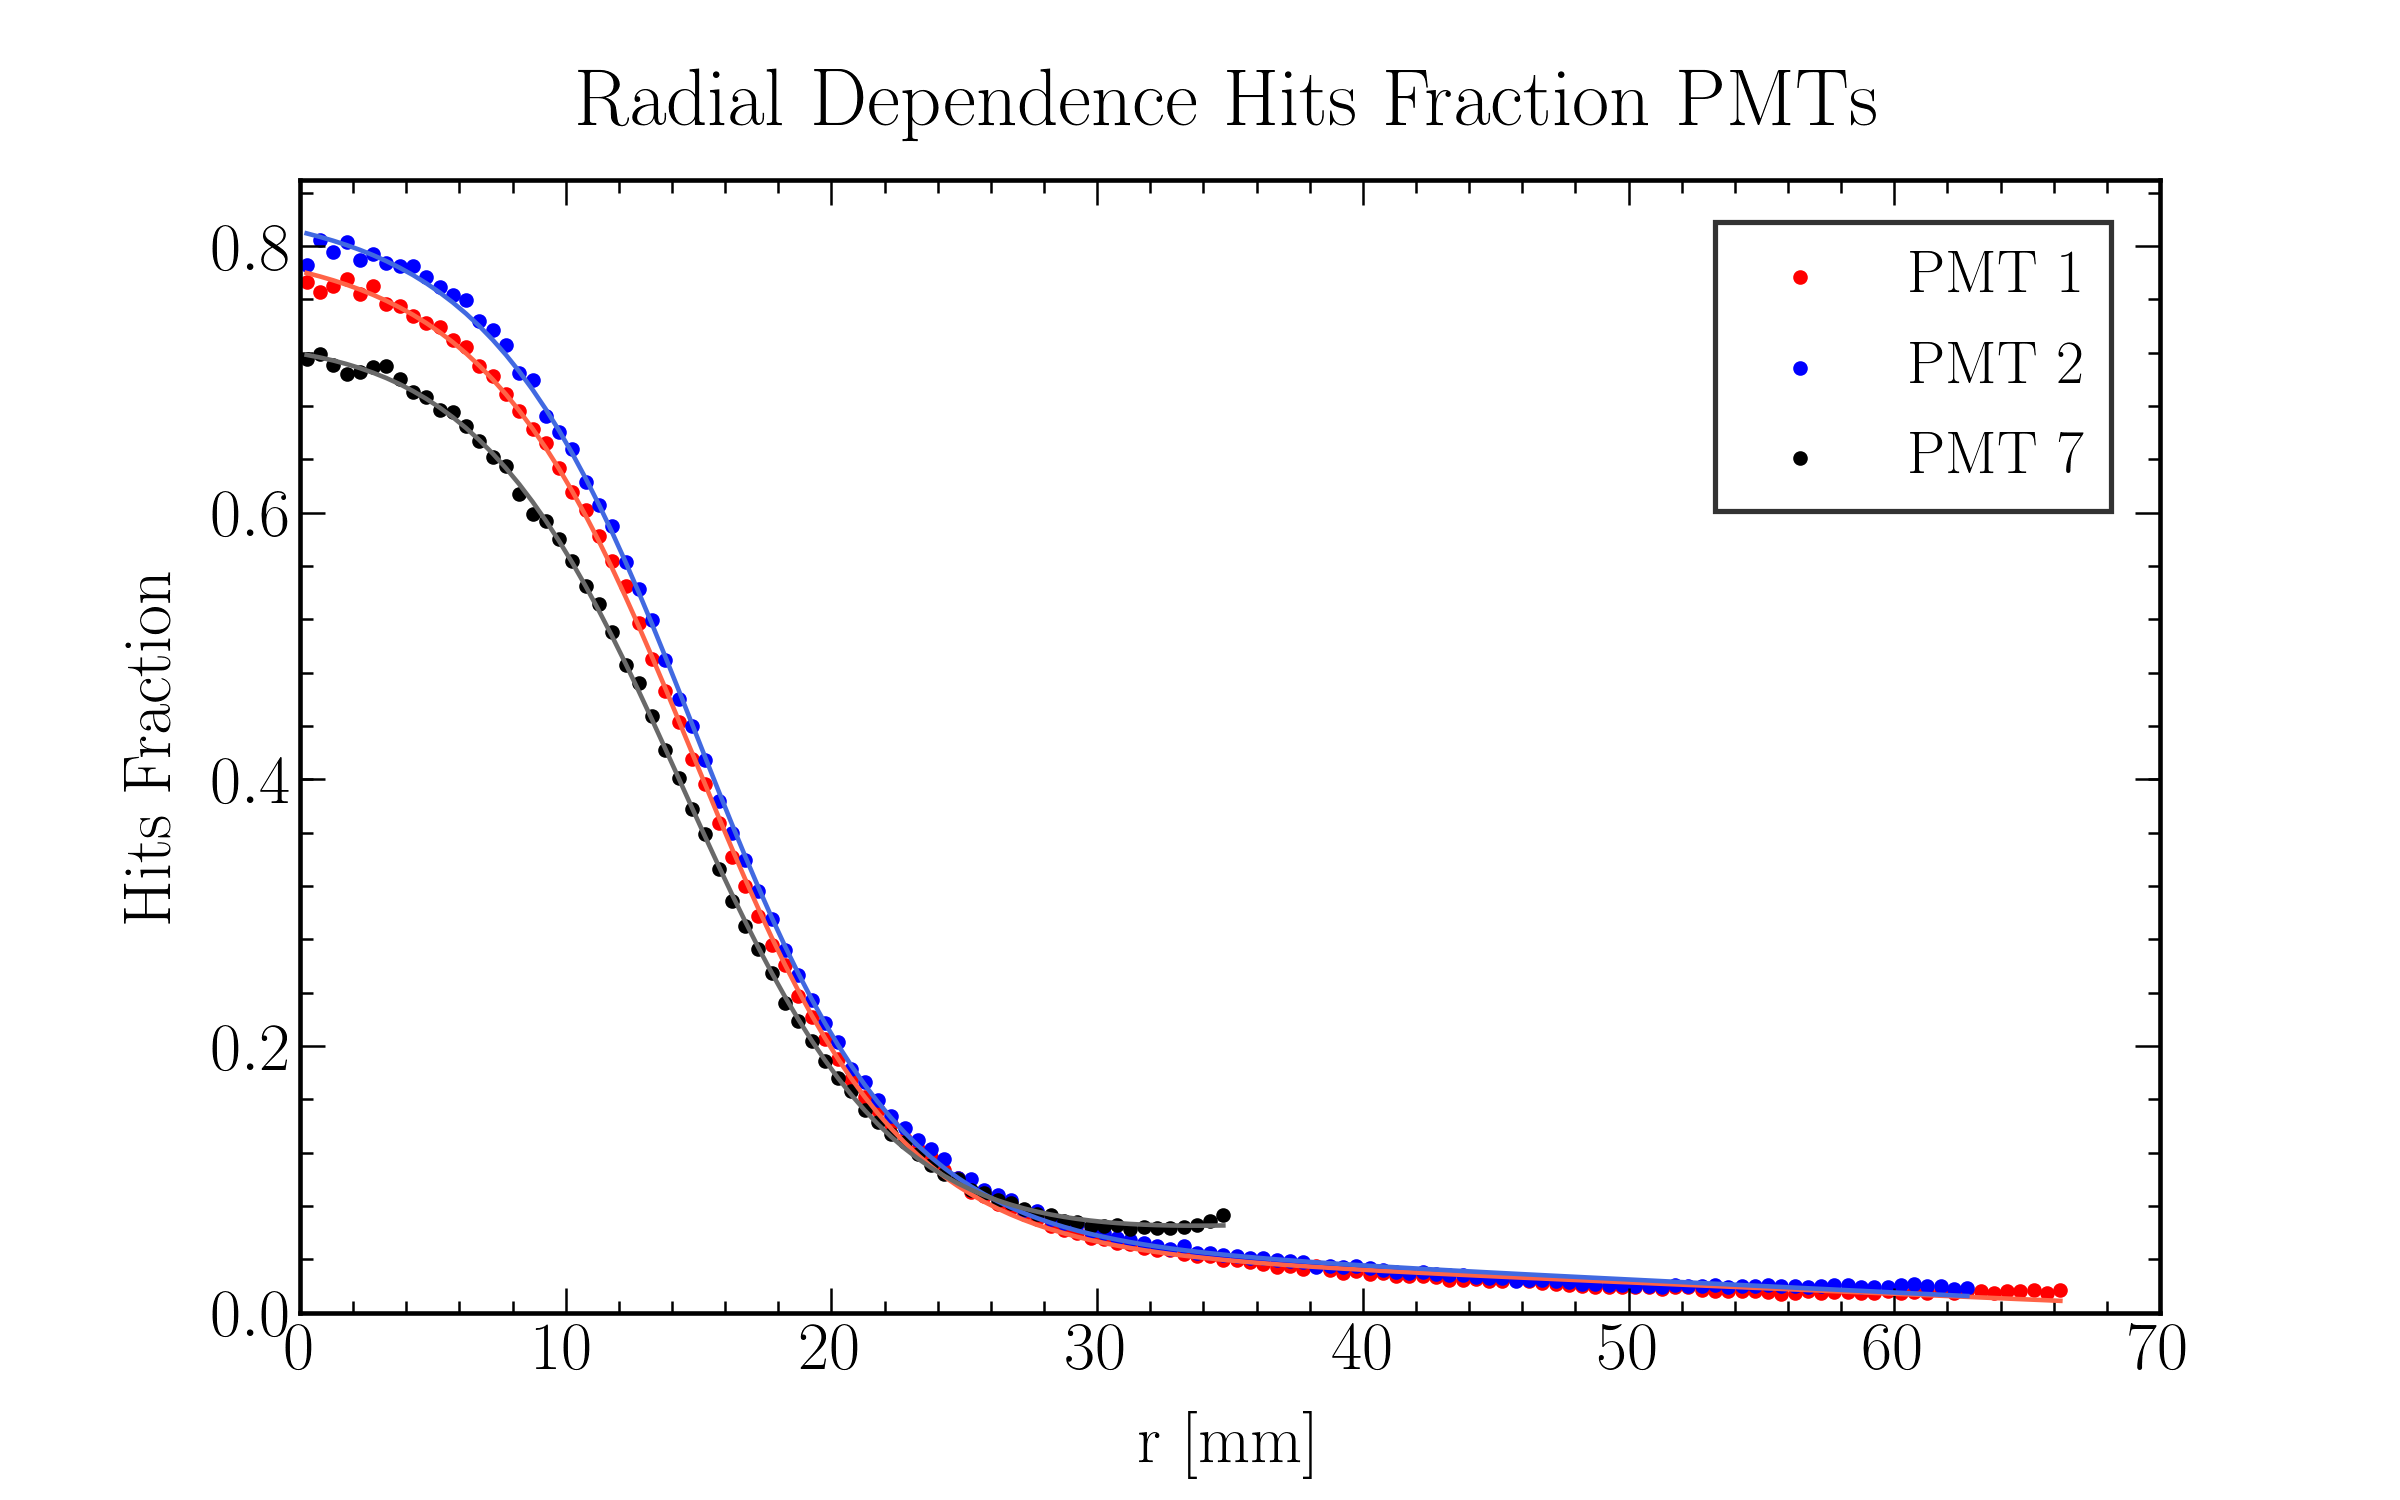 Radial Dependence Hits Fraction PMTs
PMT 1
PMT 2
PMT 7
Hits Fraction
0.8
0.6
0.4
0.2
0.0
0 10 20 30 40 50 60 70
r [mm]